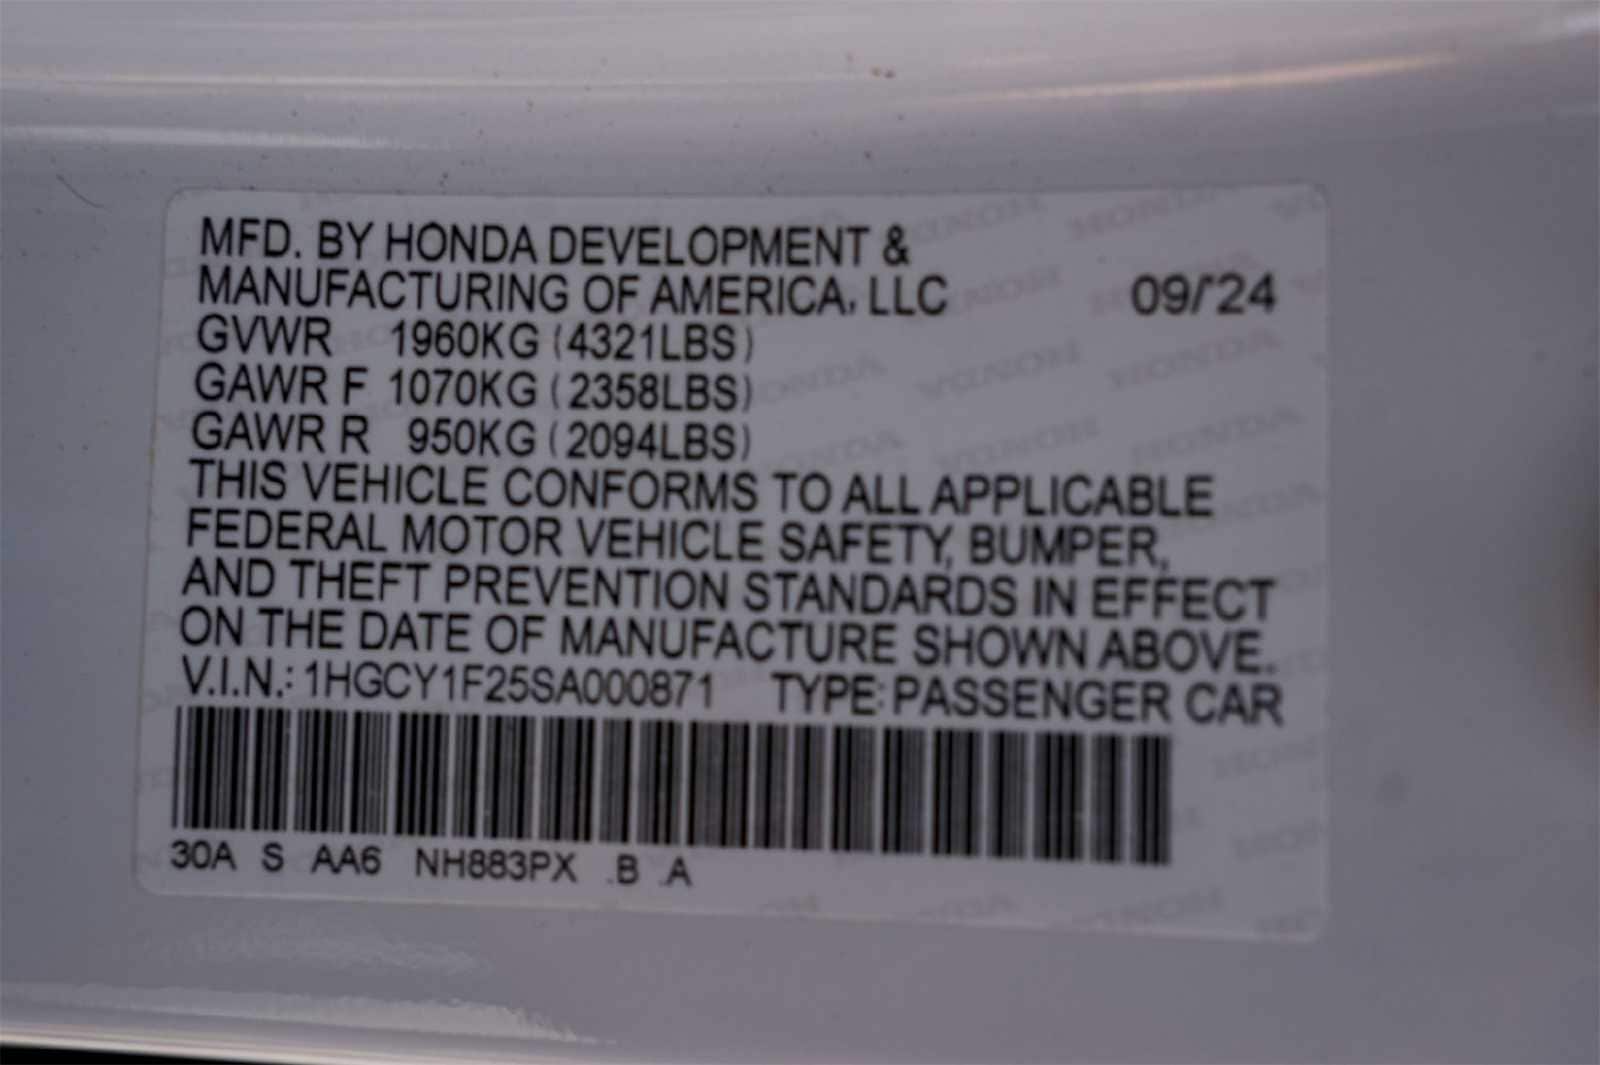 MFD. BY HONDA DEVELOPMENT &
MANUFACTURING OF AMERICA, LLC 09/'24
GVWR 1960KG (4321LBS)
GAWR F 1070KG (2358LBS)
GAWR R 950KG (2094LBS)
THIS VEHICLE CONFORMS TO ALL APPLICABLE
FEDERAL MOTOR VEHICLE SAFETY, BUMPER,
AND THEFT PREVENTION STANDARDS IN EFFECT
ON THE DATE OF MANUFACTURE SHOWN ABOVE.
V.I.N.: 1HGCY1F25SA000871 TYPE: PASSENGER CAR
30A S AA6 NH883PX .B .A